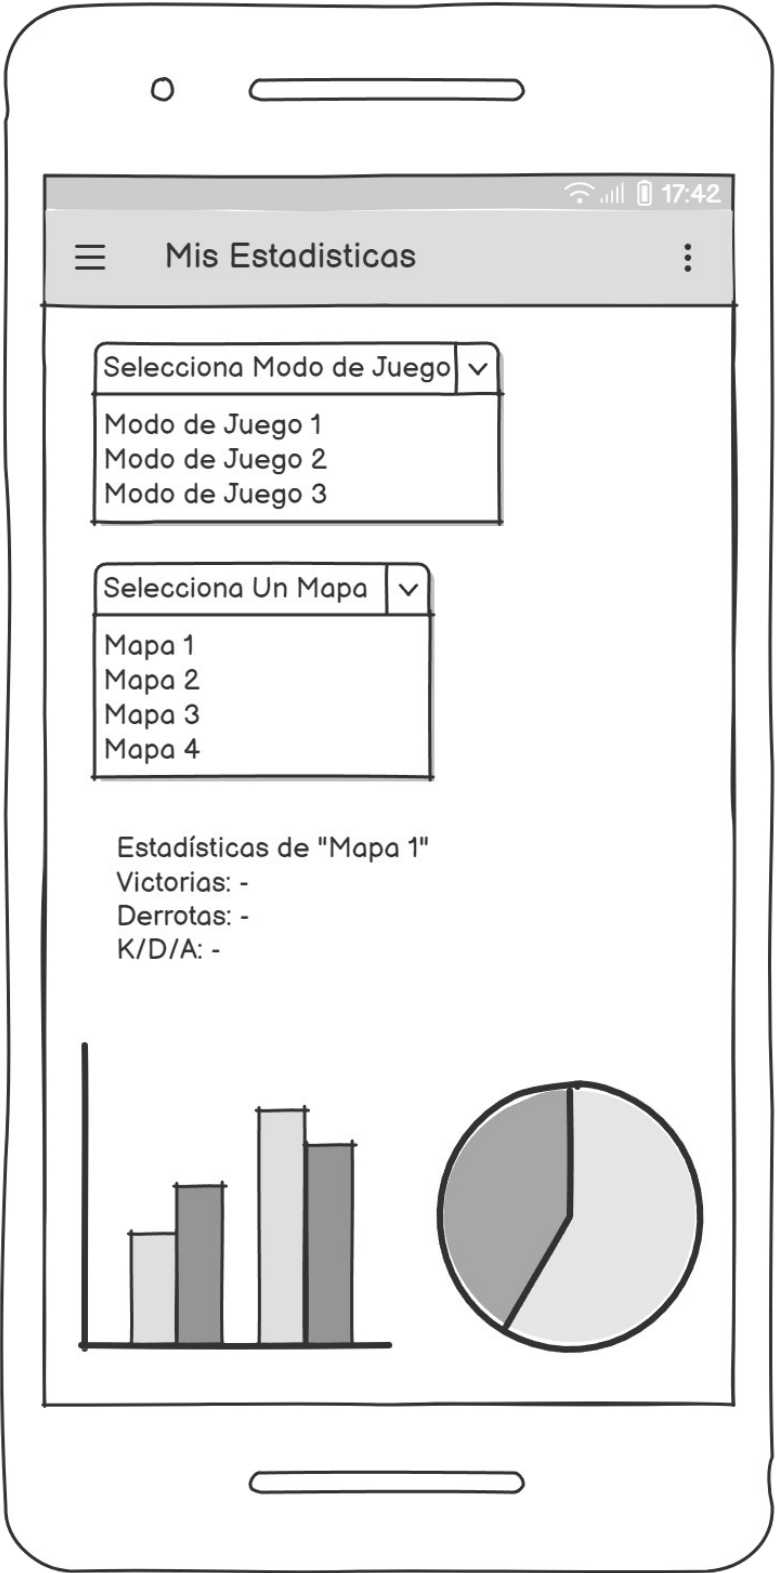 17:42
Mis Estadisticas
Selecciona Modo de Juego
Modo de Juego 1
Modo de Juego 2
Modo de Juego 3
Selecciona Un Mapa
Mapa 1
Mapa 2
Mapa 3
Mapa 4
Estadísticas de "Mapa 1"
Victorias: -
Derrotas: -
K/D/A: -